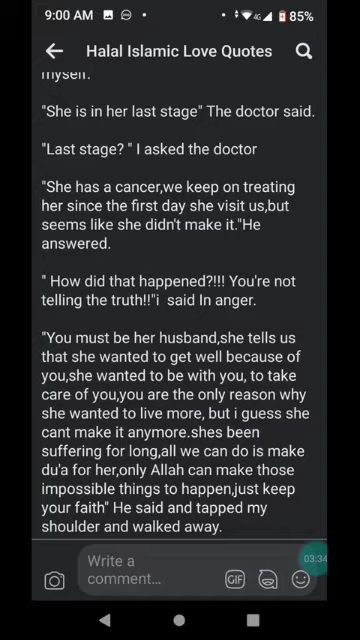 9:00 AM
4G
85%
Halal Islamic Love Quotes
myself.
"She is in her last stage" The doctor said.
"Last stage? " I asked the doctor
"She has a cancer,we keep on treating
her since the first day she visit us,but
seems like she didn't make it."He
answered.
" How did that happened?!!! You're not
telling the truth!!"i  said In anger.
"You must be her husband,she tells us
that she wanted to get well because of
you,she wanted to be with you, to take
care of you,you are the only reason why
she wanted to live more, but i guess she
cant make it anymore.shes been
suffering for long,all we can do is make
du'a for her,only Allah can make those
impossible things to happen,just keep
your faith" He said and tapped my
shoulder and walked away.
Write a
comment...
GIF
03:34